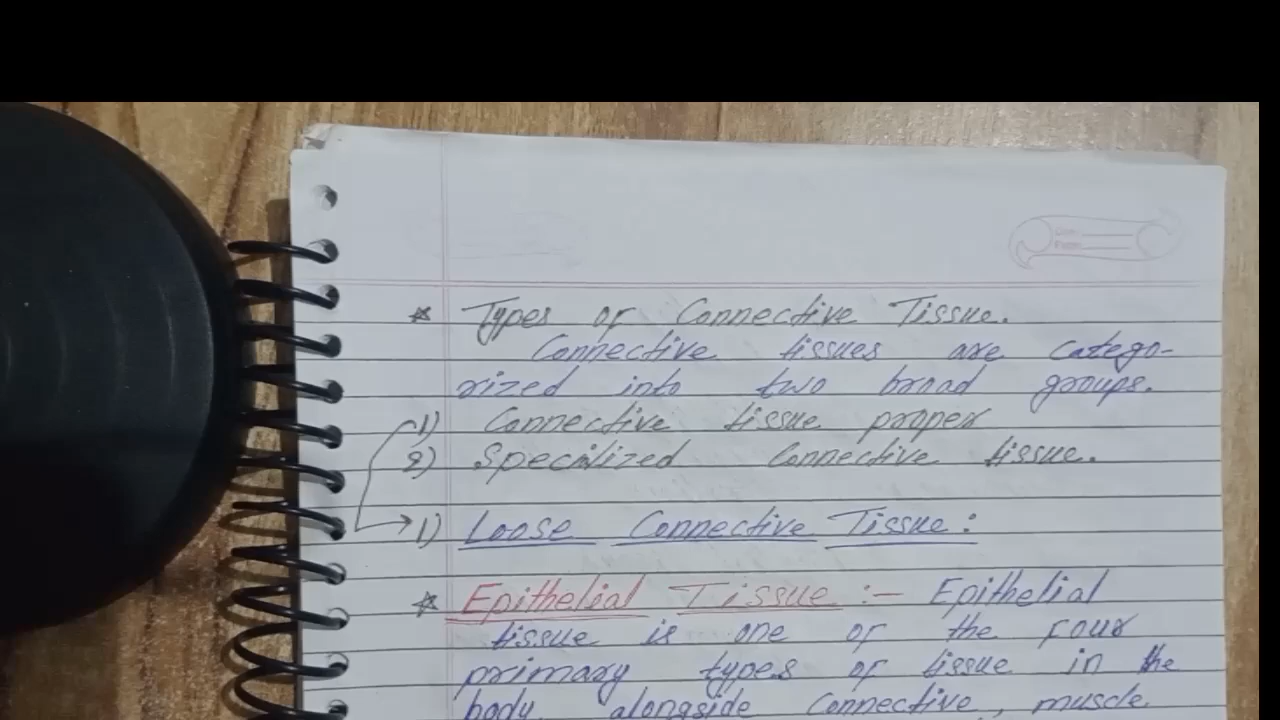 * Types of Connective Tissue.
Connective tissues are catego-
rized into two broad groups.
1) Connective tissue proper
2) Specilized Connective tissue.
1) Loose Connective Tissue:
* Epithelial Tissue :- Epithelial
tissue is one of the four
primary types of tissue in the
body alongside connective, muscle